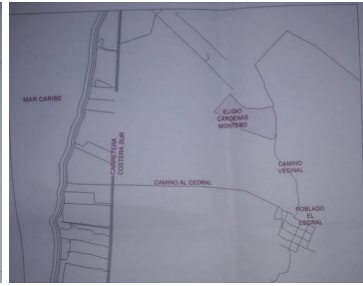 MAR CARIBE
CARRETERA
COSTERA SUR
ELIGIO
CARDENAS
MONTERO
CAMINO
VECINAL
CAMINO AL CEDRAL
POBLADO
EL
CEDRAL